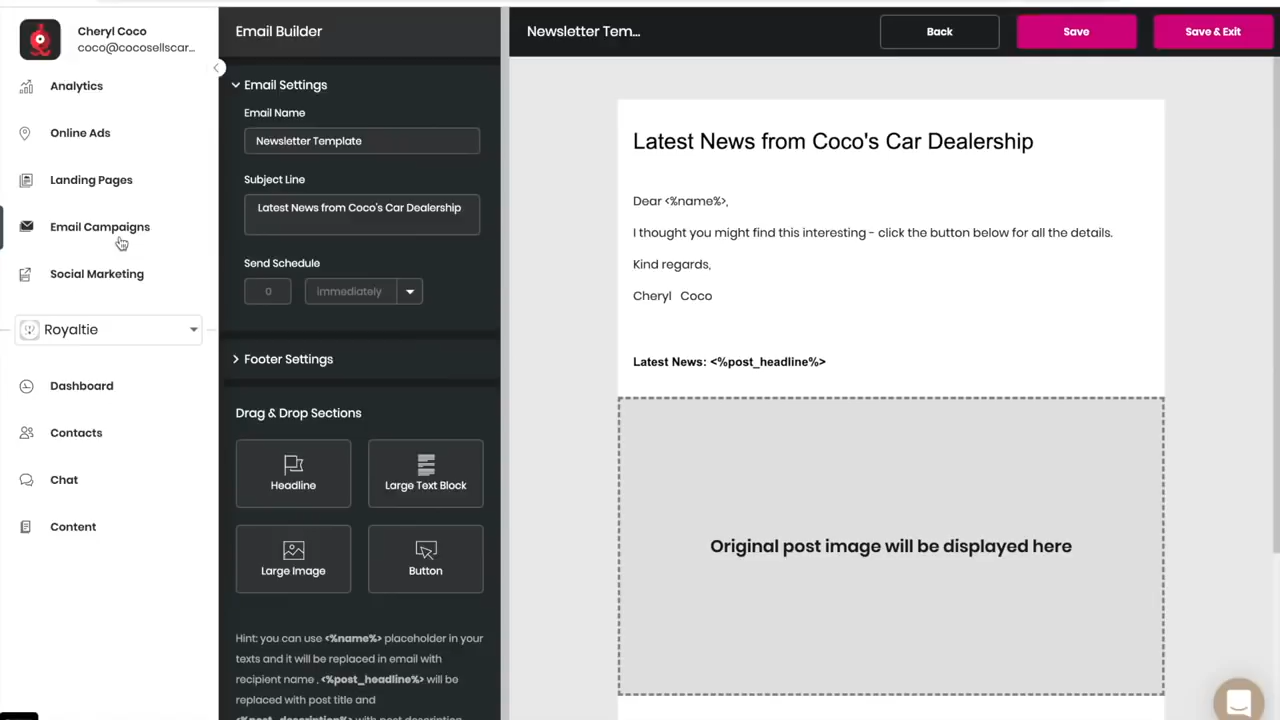 Cheryl Coco
coco@cocosellscar...
Analytics
Online Ads
Landing Pages
Email Campaigns
Social Marketing
Royaltie
Dashboard
Contacts
Chat
Content
Email Builder
Email Settings
Email Name
Newsletter Template
Subject Line
Latest News from Coco's Car Dealership
Send Schedule
0 immediately
Footer Settings
Drag & Drop Sections
Headline
Large Text Block
Large Image
Button
Hint: you can use <%name%> placeholder in your
texts and it will be replaced in email with
recipient name , <%post_headline%> will be
replaced with post title and
<%post_description%> with post description
Newsletter Tem...
Back
Save
Save & Exit
Latest News from Coco's Car Dealership
Dear <%name%>,
I thought you might find this interesting - click the button below for all the details.
Kind regards,
Cheryl Coco
Latest News: <%post_headline%>
Original post image will be displayed here